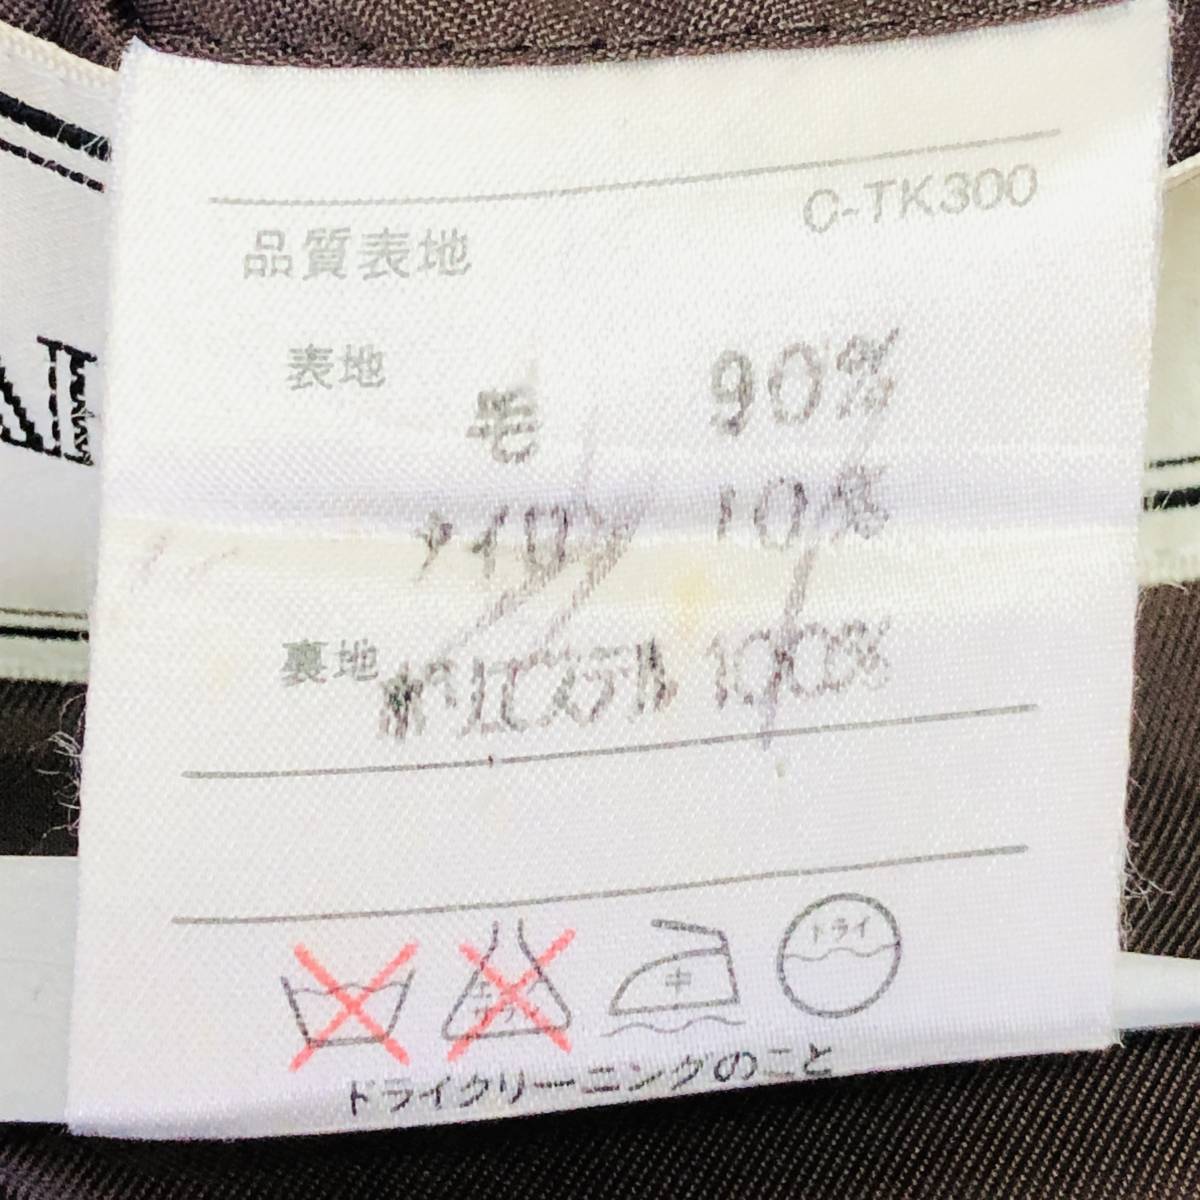 C-TK300
品質表地
表地
毛 90%
ナイロン 10%
裏地 ポリエステル 100%
中
ドライ
ドライクリーニングのこと